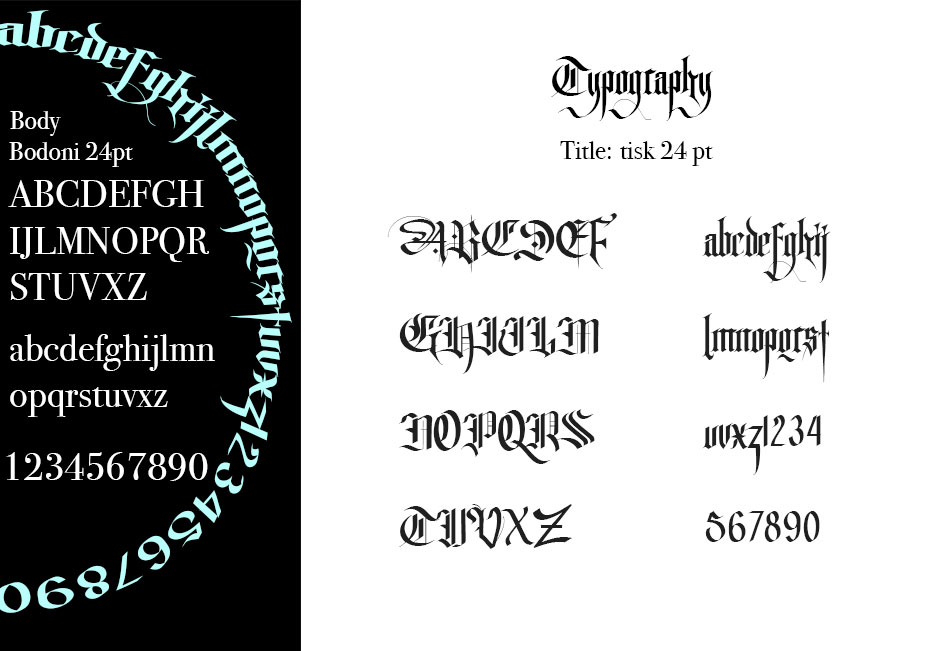 abcdefghijlmnopqrstuvxz1234567890
Body
Bodoni 24pt
ABCDEFGH
IJLMNOPQR
STUVXZ
abcdefghijlmn
opqrstuvxz
1234567890
Typography
Title: tisk 24 pt
ABCDEF
GHIJLM
NOPQRS
TUVXZ
abcdefghij
lmnopqrst
uvxz1234
567890